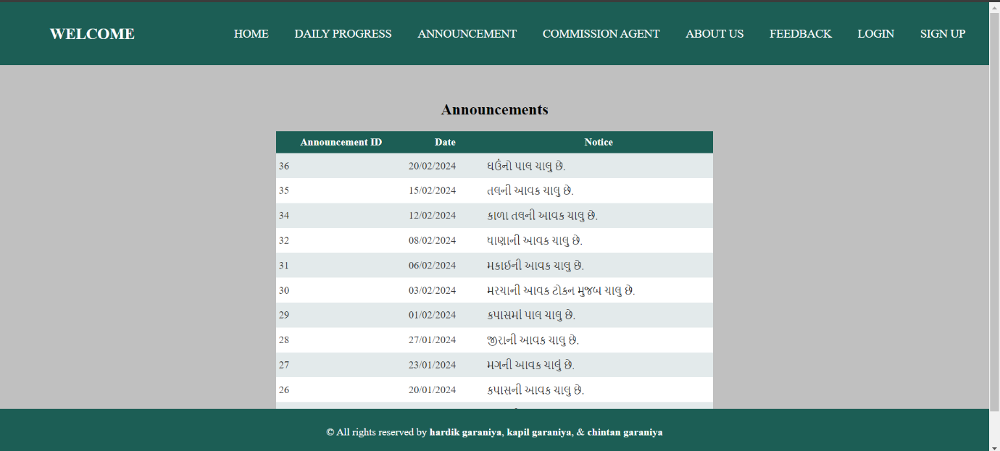 WELCOME HOME DAILY PROGRESS ANNOUNCEMENT COMMISSION AGENT ABOUT US FEEDBACK LOGIN SIGN UP
Announcements
Announcement ID Date Notice
36 20/02/2024 ઘઉંનો પાલ ચાલુ છે.
35 15/02/2024 તલની આવક ચાલુ છે.
34 12/02/2024 કાળા તલની આવક ચાલુ છે.
32 08/02/2024 ધાણાની આવક ચાલુ છે.
31 06/02/2024 મકાઈની આવક ચાલુ છે.
30 03/02/2024 મરચાની આવક ટોકન મુજબ ચાલુ છે.
29 01/02/2024 કપાસમાં પાલ ચાલુ છે.
28 27/01/2024 જીરાની આવક ચાલુ છે.
27 23/01/2024 મગની આવક ચાલું છે.
26 20/01/2024 કપાસની આવક ચાલુ છે.
© All rights reserved by hardik garaniya, kapil garaniya, & chintan garaniya